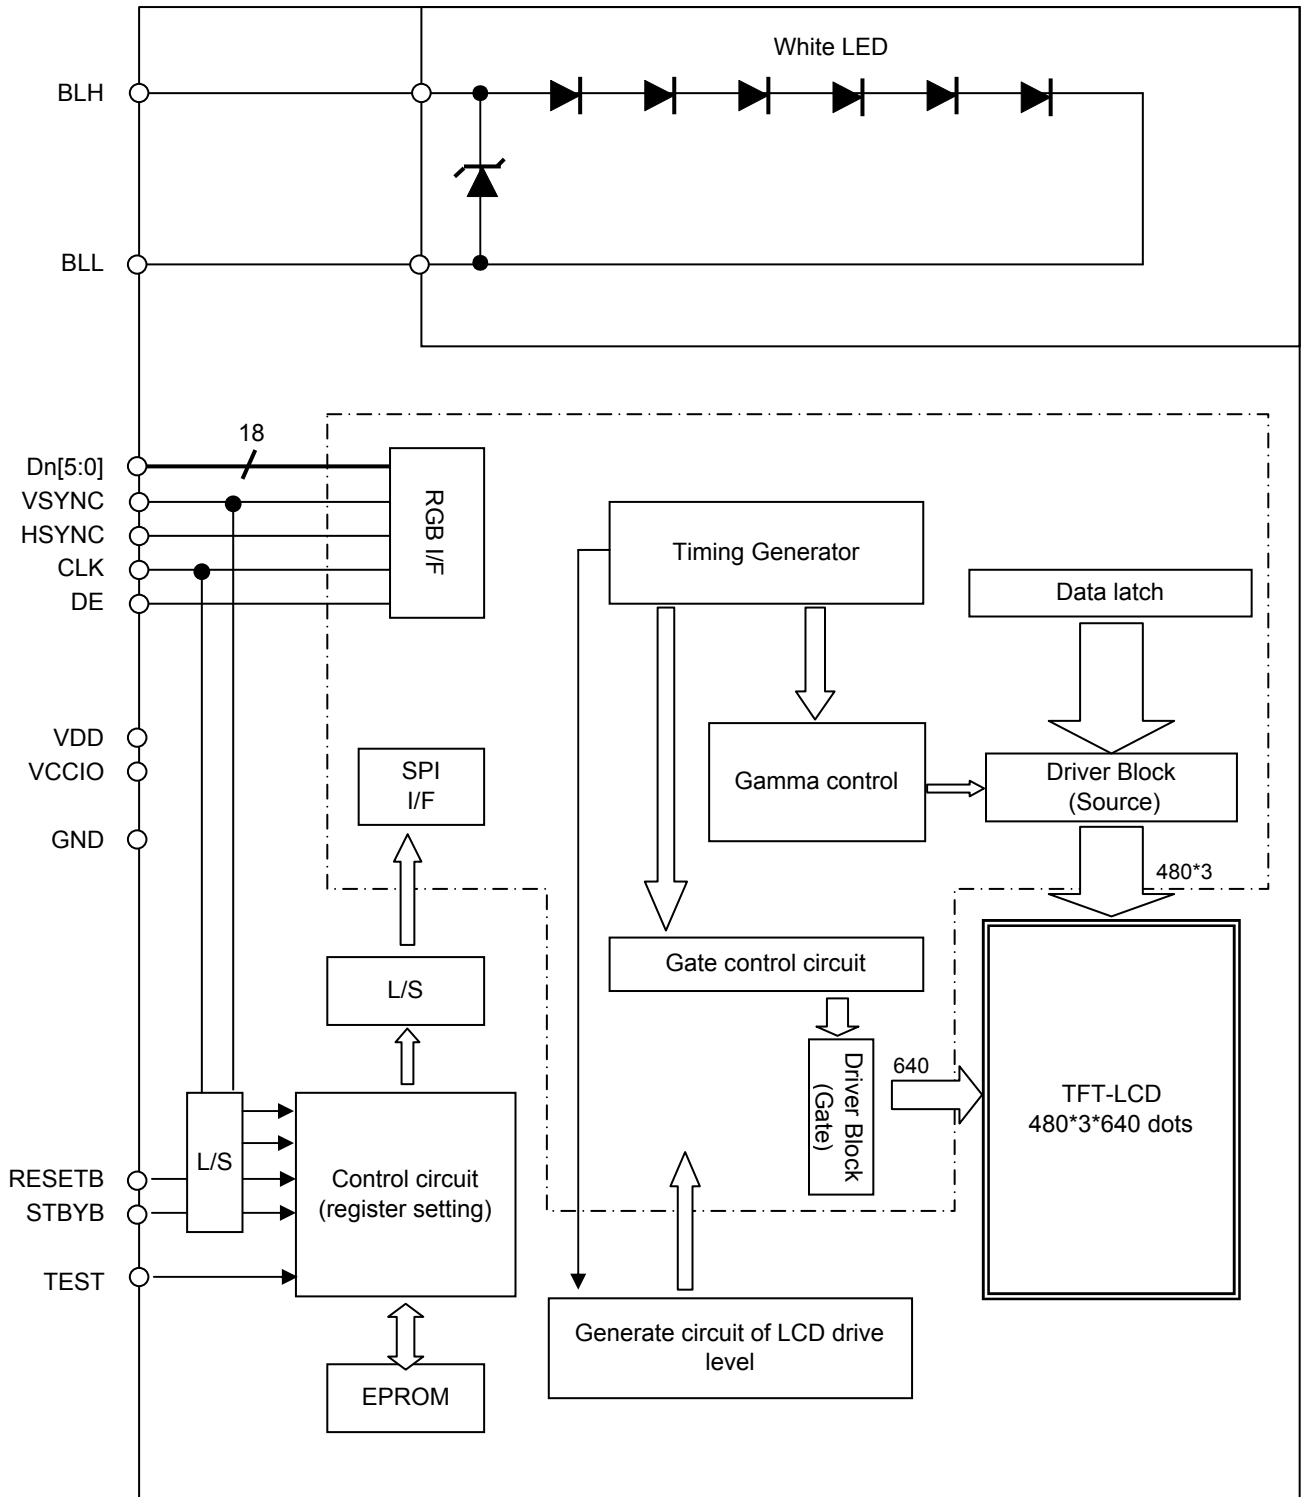 White LED
BLH
BLL
18
Dn[5:0]
VSYNC
HSYNC
CLK
DE
RGB I/F
Timing Generator
Data latch
VDD
VCCIO
GND
SPI
I/F
Gamma control
Driver Block
(Source)
480*3
Gate control circuit
L/S
Driver Block
(Gate)
640
TFT-LCD
480*3*640 dots
L/S
RESETB
STBYB
TEST
Control circuit
(register setting)
Generate circuit of LCD drive
level
EPROM